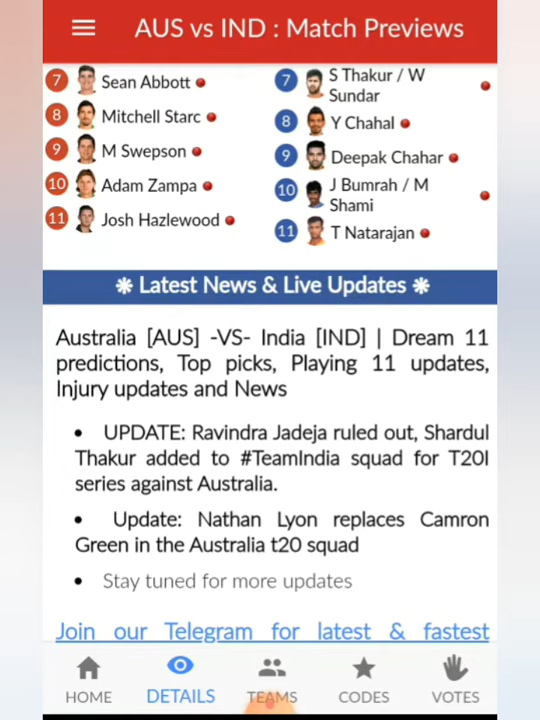 AUS vs IND : Match Previews
7 Sean Abbott
8 Mitchell Starc
9 M Swepson
10 Adam Zampa
11 Josh Hazlewood
7 S Thakur / W
Sundar
8 Y Chahal
9 Deepak Chahar
10 J Bumrah / M
Shami
11 T Natarajan
❋ Latest News & Live Updates ❋
Australia [AUS] -VS- India [IND] | Dream 11
predictions, Top picks, Playing 11 updates,
Injury updates and News
• UPDATE: Ravindra Jadeja ruled out, Shardul
Thakur added to #TeamIndia squad for T20I
series against Australia.
• Update: Nathan Lyon replaces Camron
Green in the Australia t20 squad
• Stay tuned for more updates
Join our Telegram for latest & fastest
HOME DETAILS TEAMS CODES VOTES